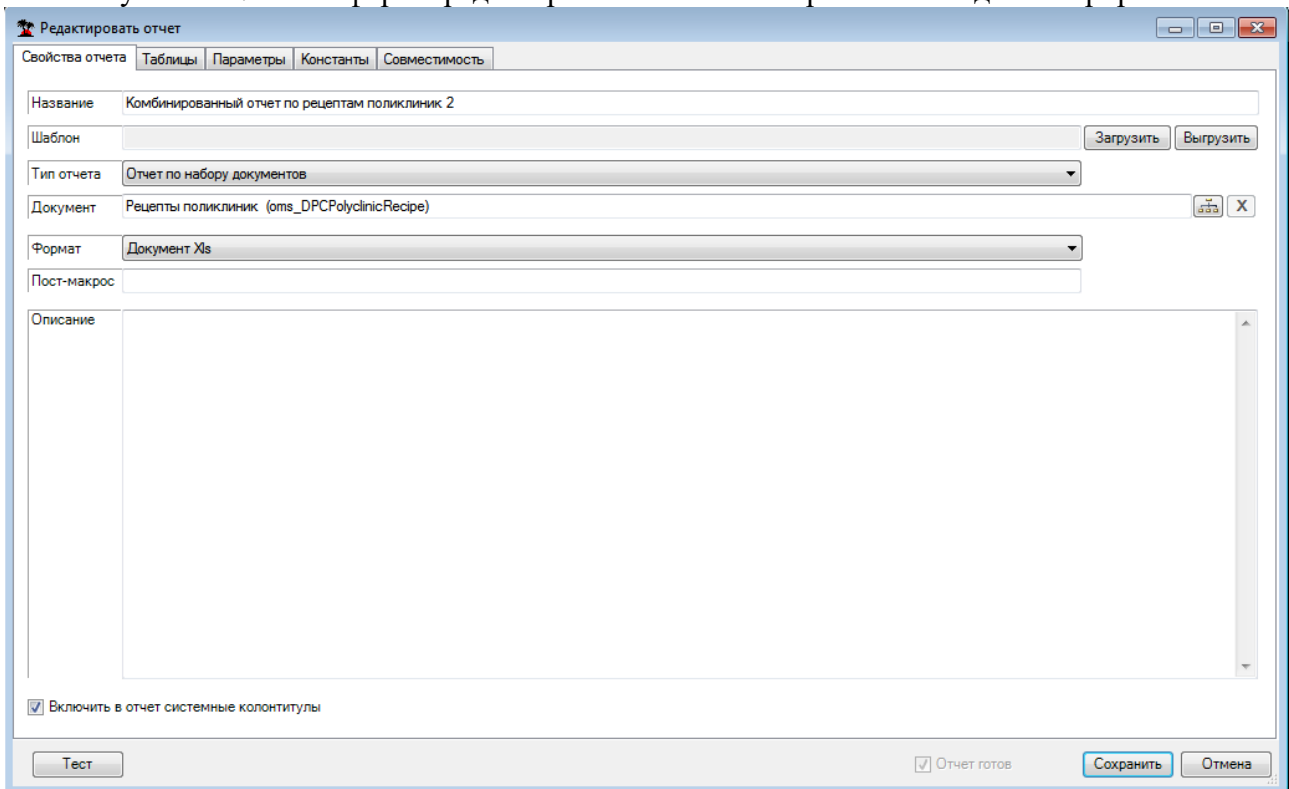 Редактировать отчет
Свойства отчета Таблицы Параметры Константы Совместимость
Название Комбинированный отчет по рецептам поликлиник 2
Шаблон Загрузить Выгрузить
Тип отчета Отчет по набору документов
Документ Рецепты поликлиник (oms_DPCPolyclinicRecipe) X
Формат Документ Xls
Пост-макрос
Описание
Включить в отчет системные колонтитулы
Тест Отчет готов Сохранить Отмена